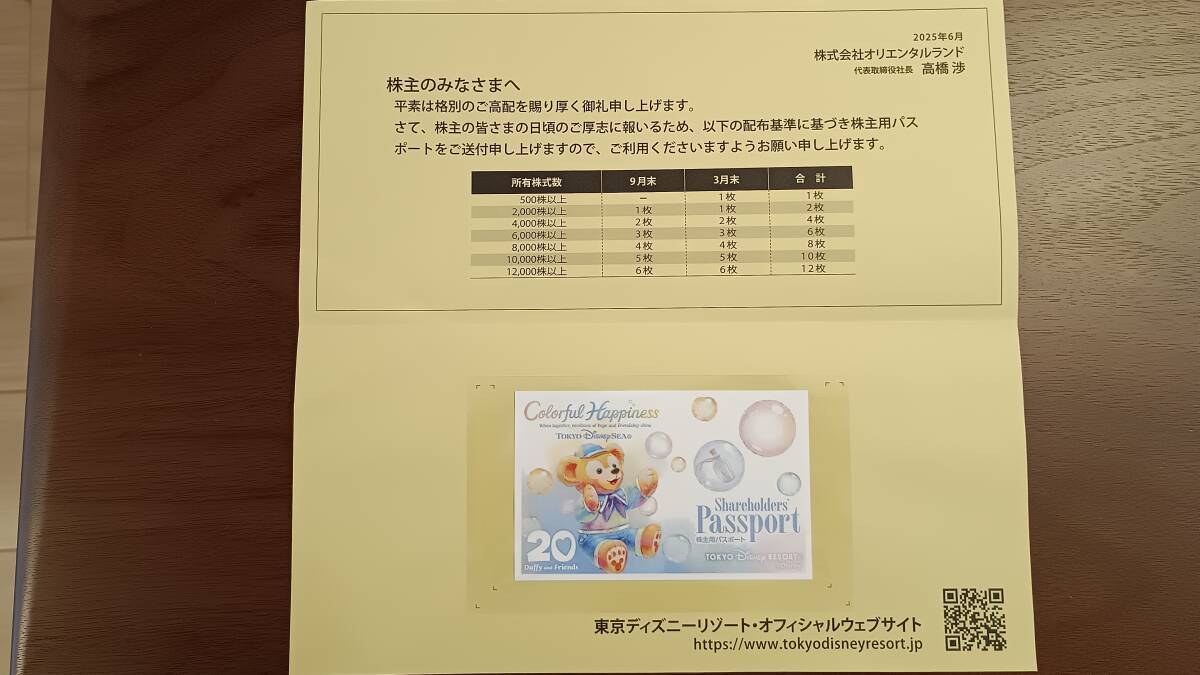 2025年6月
株式会社オリエンタルランド
代表取締役社長 高橋 渉
株主のみなさまへ
平素は格別のご高配を賜り厚く御礼申し上げます。
さて、株主の皆さまの日頃のご厚志に報いるため、以下の配布基準に基づき株主用パス
ポートをご送付申し上げますので、ご利用くださいますようお願い申し上げます。
所有株式数 9月末 3月末 合 計
500株以上 ー 1枚 1枚
2,000株以上 1枚 1枚 2枚
4,000株以上 2枚 2枚 4枚
6,000株以上 3枚 3枚 6枚
8,000株以上 4枚 4枚 8枚
10,000株以上 5枚 5枚 10枚
12,000株以上 6枚 6枚 12枚
Colorful Happiness
When together, rainbows of hope and friendship shine
TOKYO DisneySEA®
Shareholders'
Passport
株主用パスポート
20
Duffy and Friends
TOKYO Disney RESORT
©Disney
東京ディズニーリゾート・オフィシャルウェブサイト
https://www.tokyodisneyresort.jp